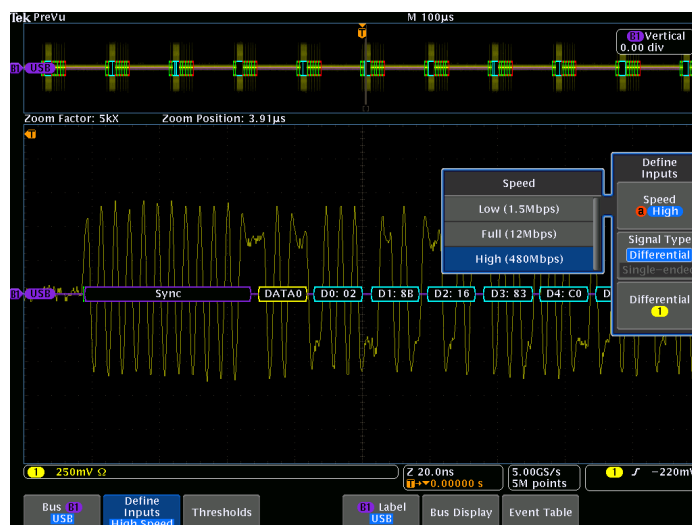 Tek PreVu
M 100µs
T
B1 Vertical
0.00 div
B1 USB
Zoom Factor: 5kX
Zoom Position: 3.91µs
T
Define
Inputs
Speed
Speed
a High
Low (1.5Mbps)
Full (12Mbps)
High (480Mbps)
Signal Type
Differential
Single-ended
Differential
1
B1 USB
Sync
DATA0
D0: 02
D1: 8B
D2: 16
D3: 83
D4: C0
D
1 250mV Ω
Z 20.0ns
T→▼0.00000 s
5.00GS/s
5M points
1 ∫ −220mV
Bus B1
USB
Define
Inputs
High Speed
Thresholds
B1 Label
USB
Bus Display
Event Table